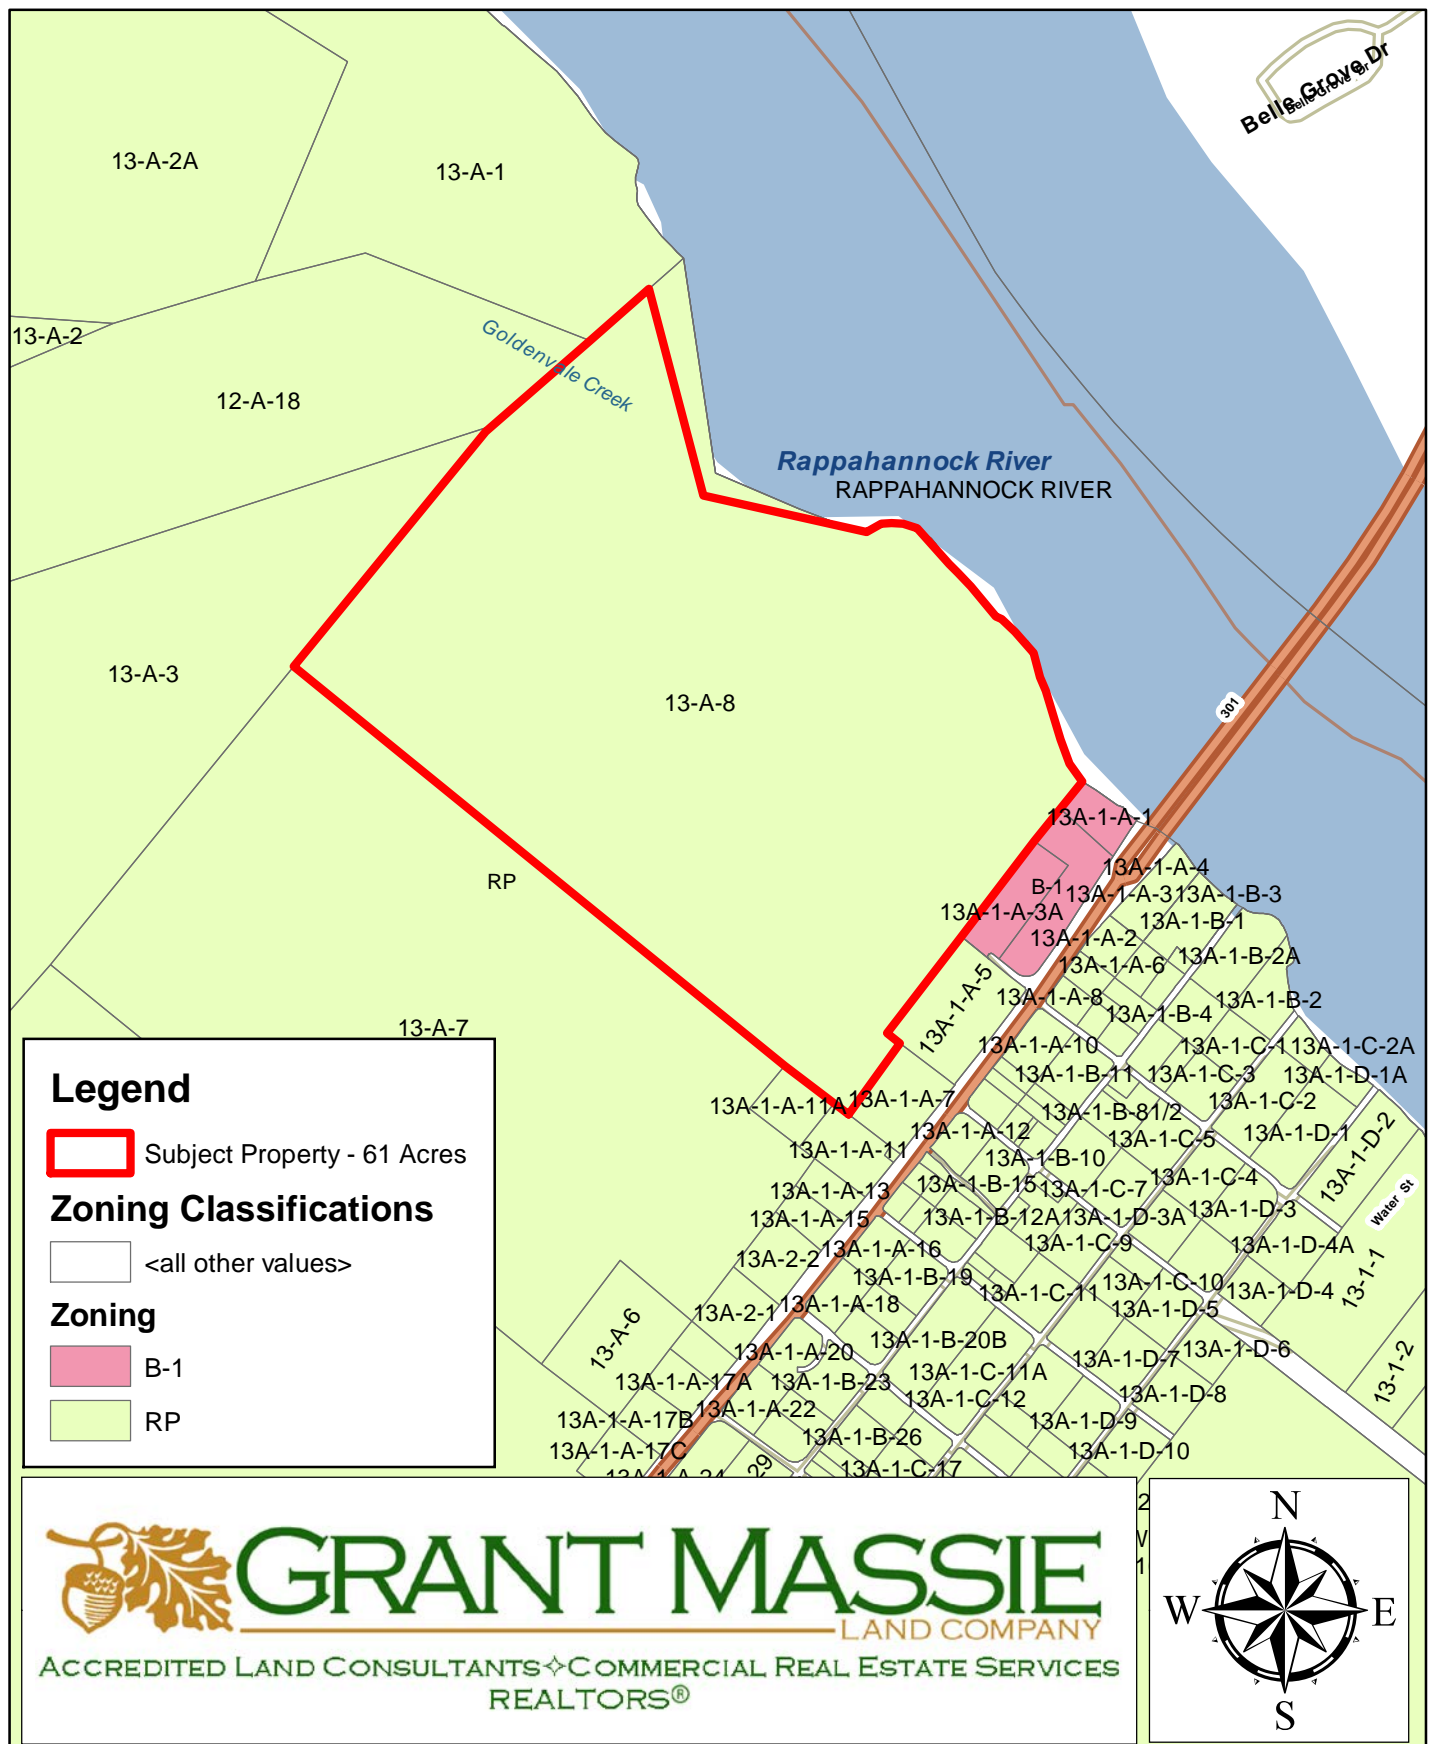 Belle Grove Dr
Belle Grove Dr
13-A-2A
13-A-1
13-A-2
Goldenvale Creek
12-A-18
Rappahannock River
RAPPAHANNOCK RIVER
13-A-3
13-A-8
301
RP
13A-1-A-1
13A-1-A-4
B-1
13A-1-A-3
13A-1-B-3
13A-1-A-3A
13A-1-B-1
13A-1-A-2
13A-1-A-6
13A-1-B-2A
13A-1-A-5
13A-1-A-8
13A-1-B-2
13A-1-B-4
13-A-7
13A-1-A-10
13A-1-C-1
13A-1-C-2A
13A-1-B-11
13A-1-C-3
13A-1-D-1A
13A-1-A-11A
13A-1-A-7
13A-1-B-81/2
13A-1-C-2
13A-1-A-12
13A-1-C-5
13A-1-D-1
13A-1-D-2
13A-1-A-11
13A-1-B-10
13A-1-A-13
13A-1-B-15
13A-1-C-7
13A-1-C-4
Water St
13A-1-A-15
13A-1-B-12A
13A-1-D-3A
13A-1-D-3
13A-2-2
13A-1-A-16
13A-1-C-9
13A-1-D-4A
13A-1-B-19
13A-1-C-11
13A-1-C-10
13A-1-D-4
13-1-1
13A-2-1
13A-1-A-18
13A-1-D-5
13-A-6
13A-1-A-20
13A-1-B-20B
13A-1-D-7
13A-1-D-6
13A-1-A-17A
13A-1-B-23
13A-1-C-11A
13A-1-D-8
13-1-2
13A-1-A-17B
13A-1-A-22
13A-1-C-12
13A-1-D-9
13A-1-A-17C
13A-1-B-26
13A-1-D-10
13A-1-C-17
29
Legend
Subject Property - 61 Acres
Zoning Classifications
<all other values>
Zoning
B-1
RP
GRANT MASSIE
LAND COMPANY
ACCREDITED LAND CONSULTANTS✧COMMERCIAL REAL ESTATE SERVICES
REALTORS®
N
W
E
S